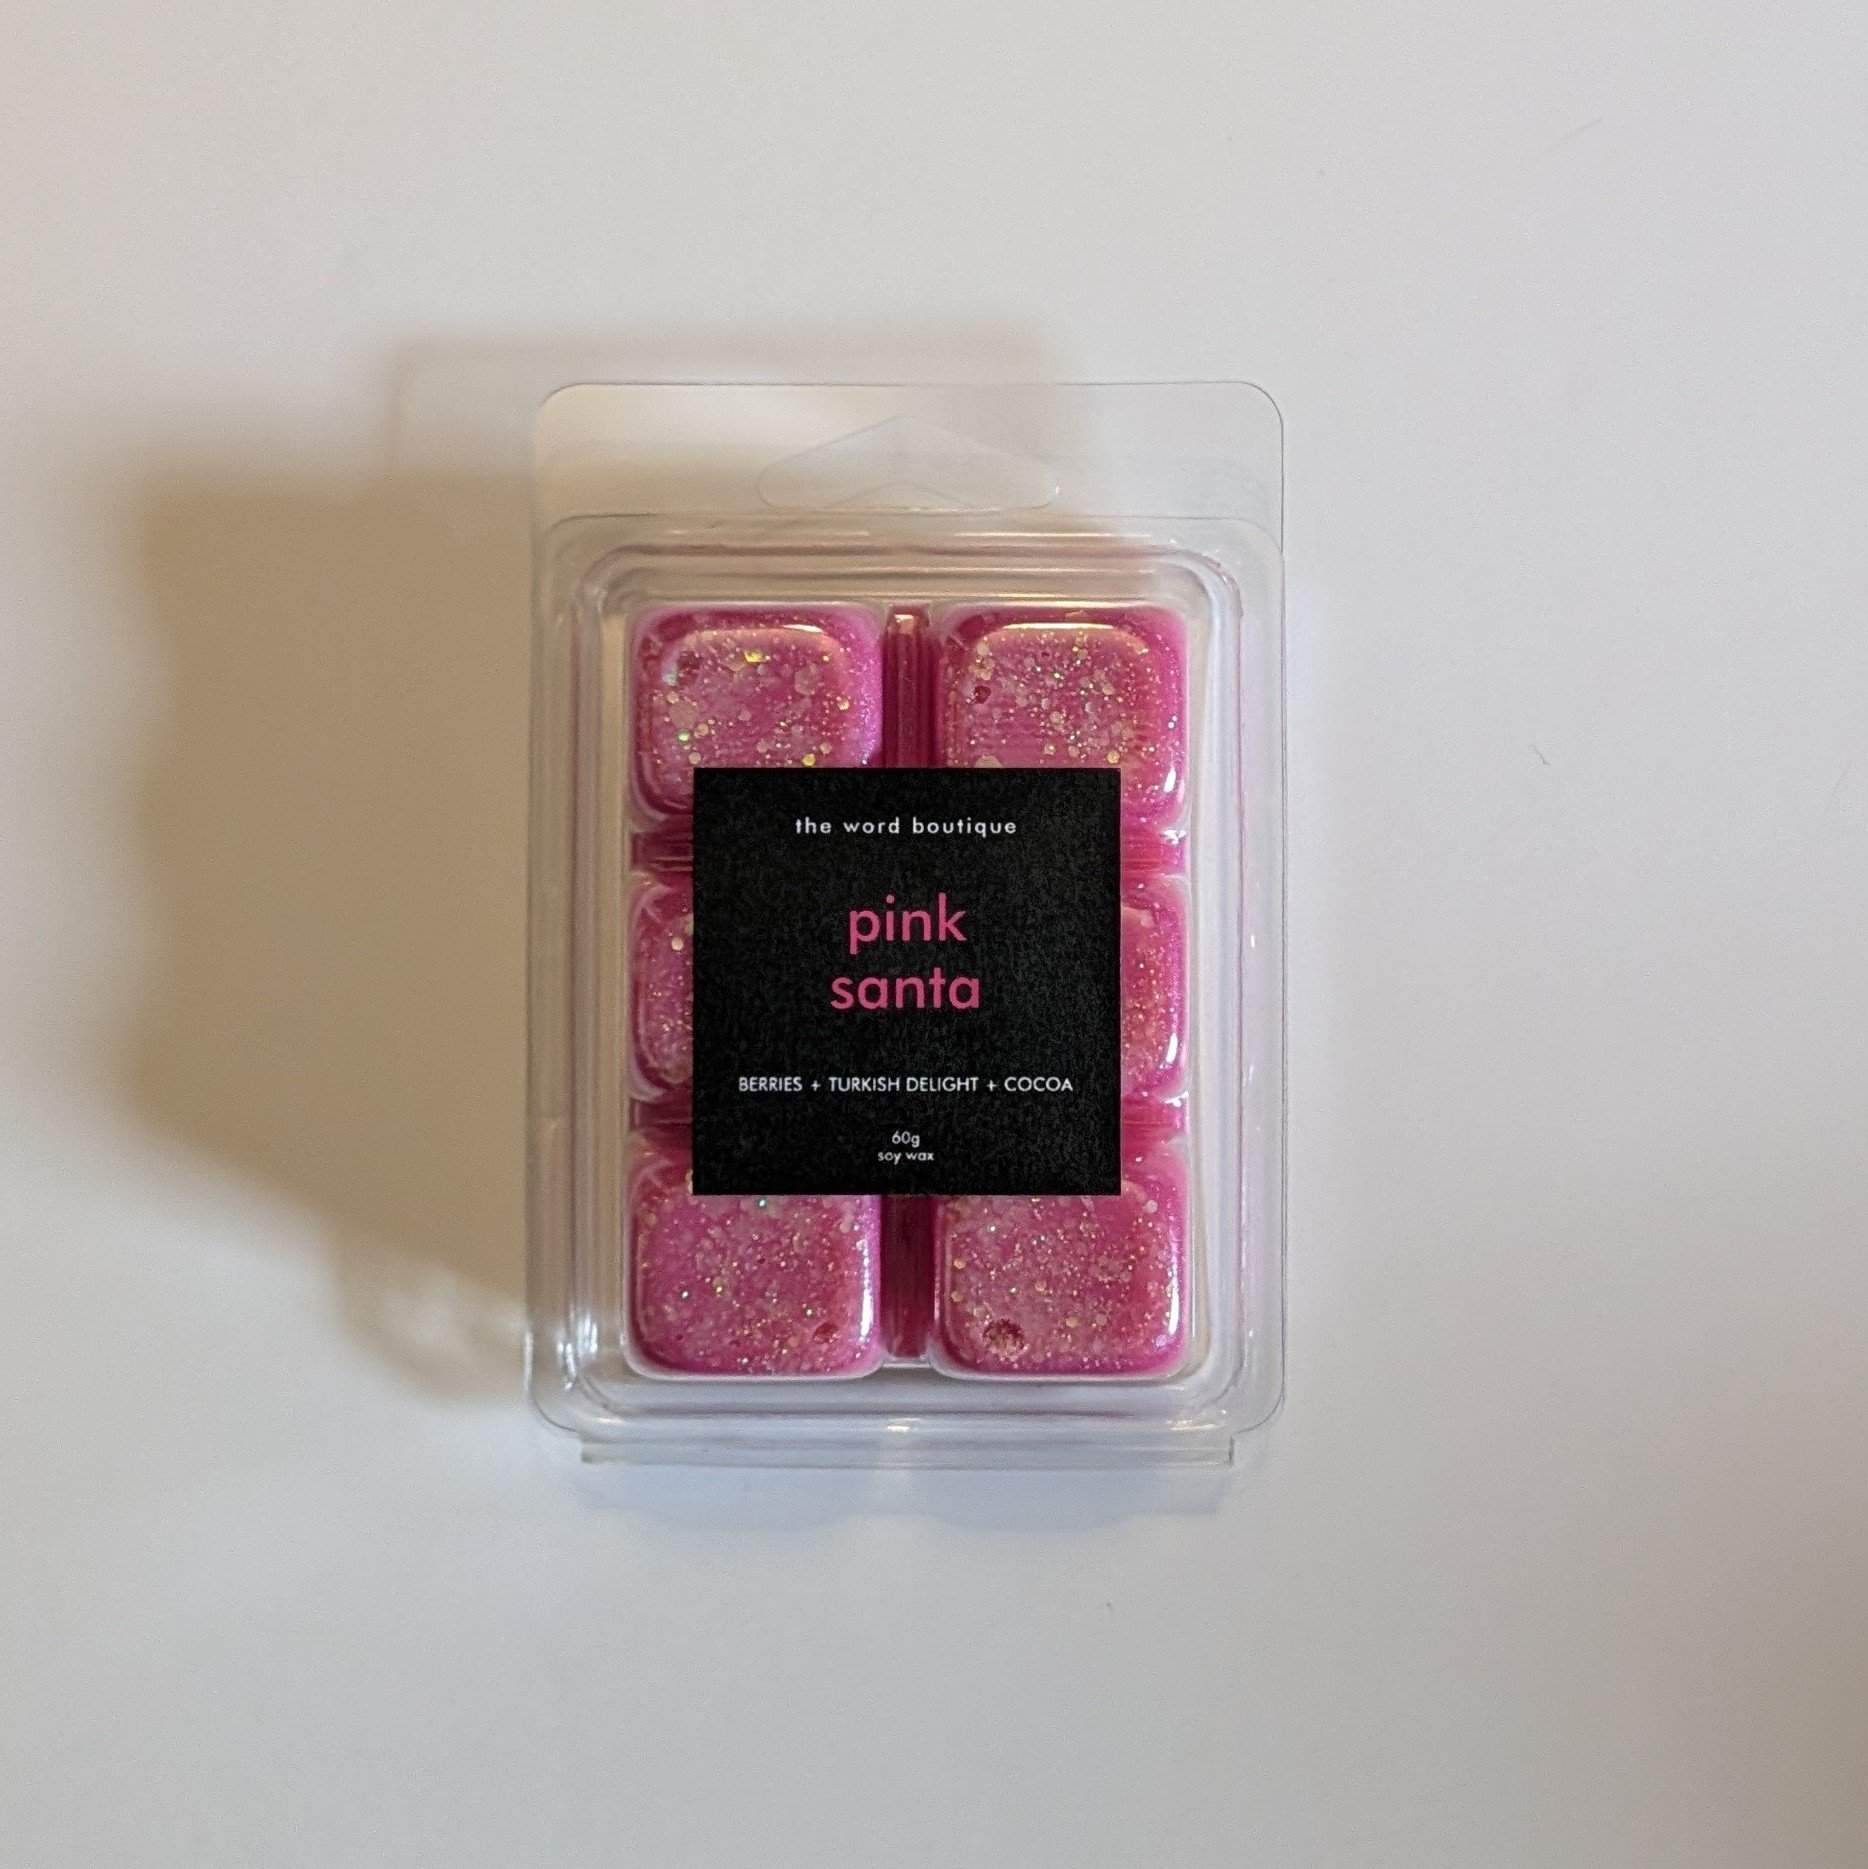 the word boutique
pink
santa
BERRIES + TURKISH DELIGHT + COCOA
60g
soy wax